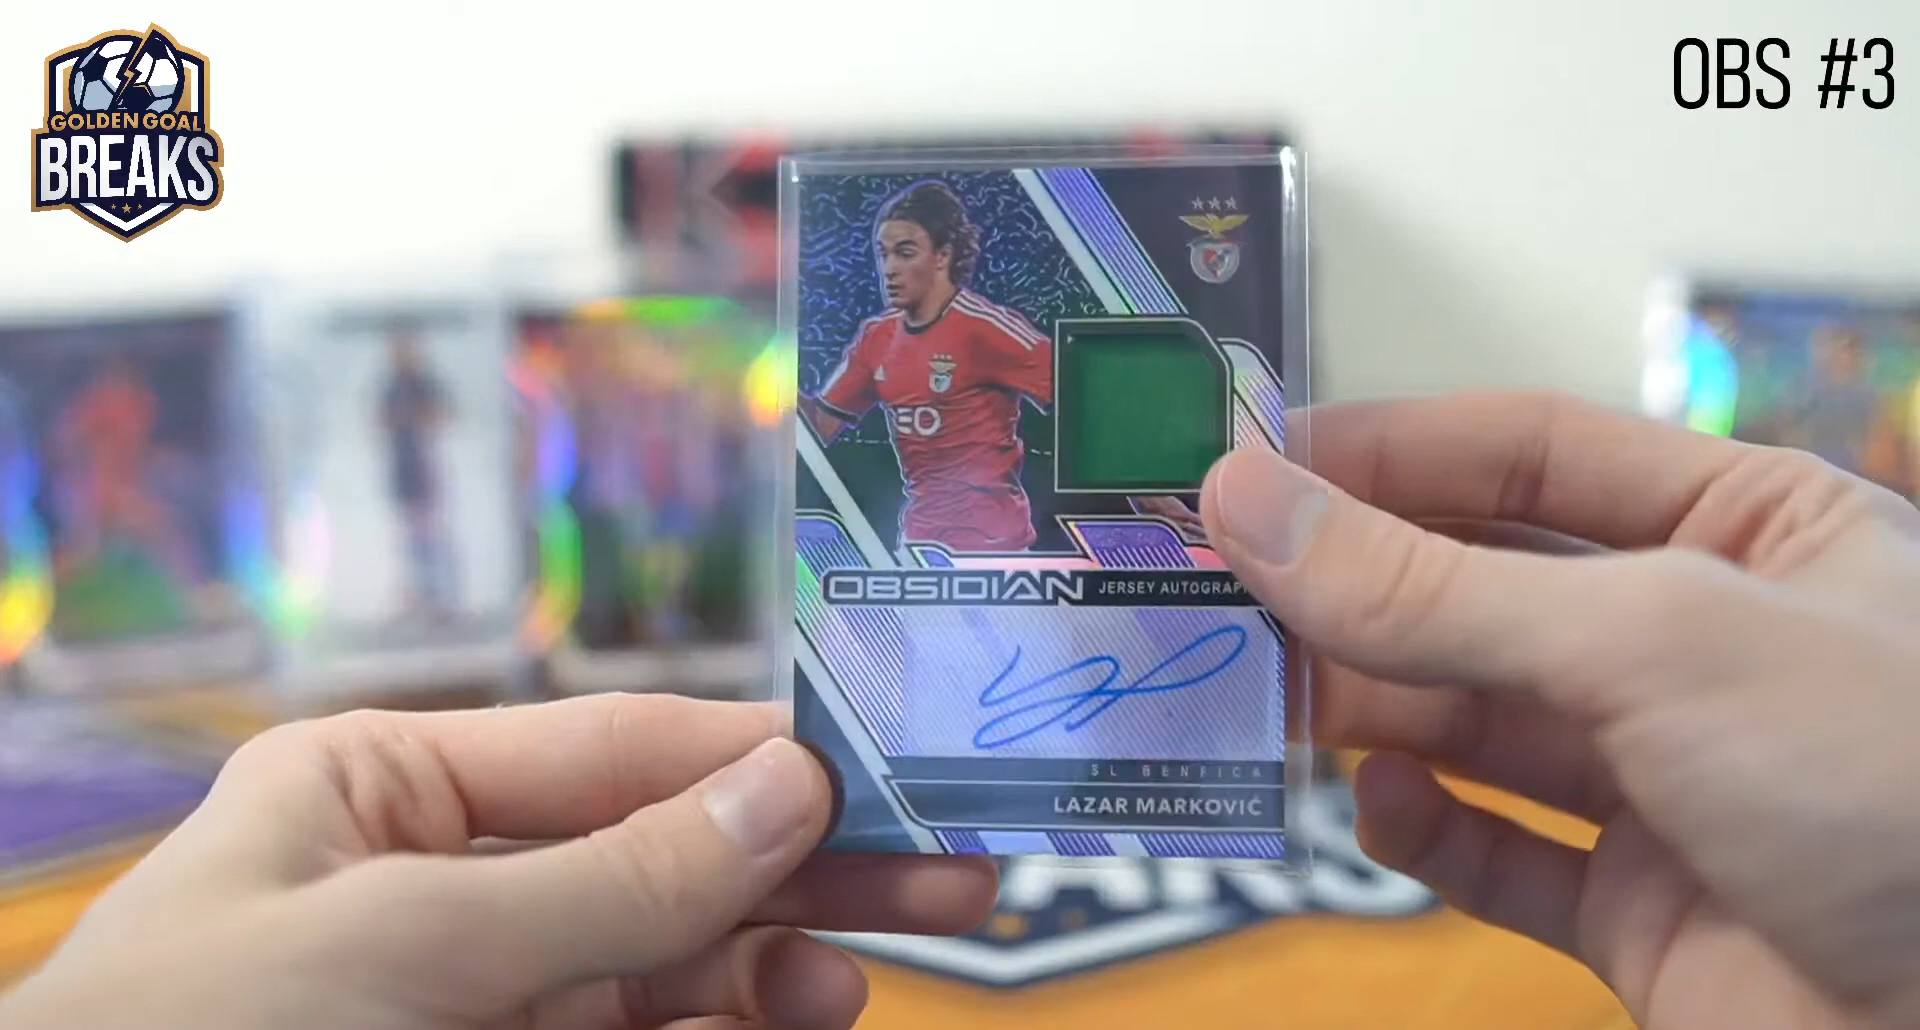 GOLDEN GOAL
BREAKS
OBS #3
OBSIDIAN JERSEY AUTOGRAP
SL BENFICA
LAZAR MARKOVIĆ